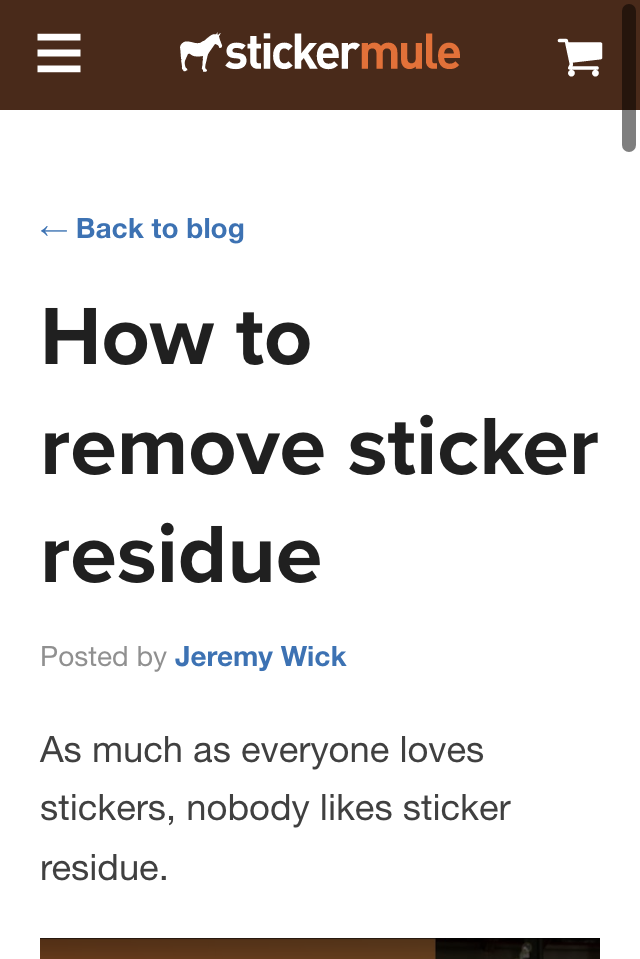 stickermule
← Back to blog
How to
remove sticker
residue
Posted by Jeremy Wick
As much as everyone loves
stickers, nobody likes sticker
residue.